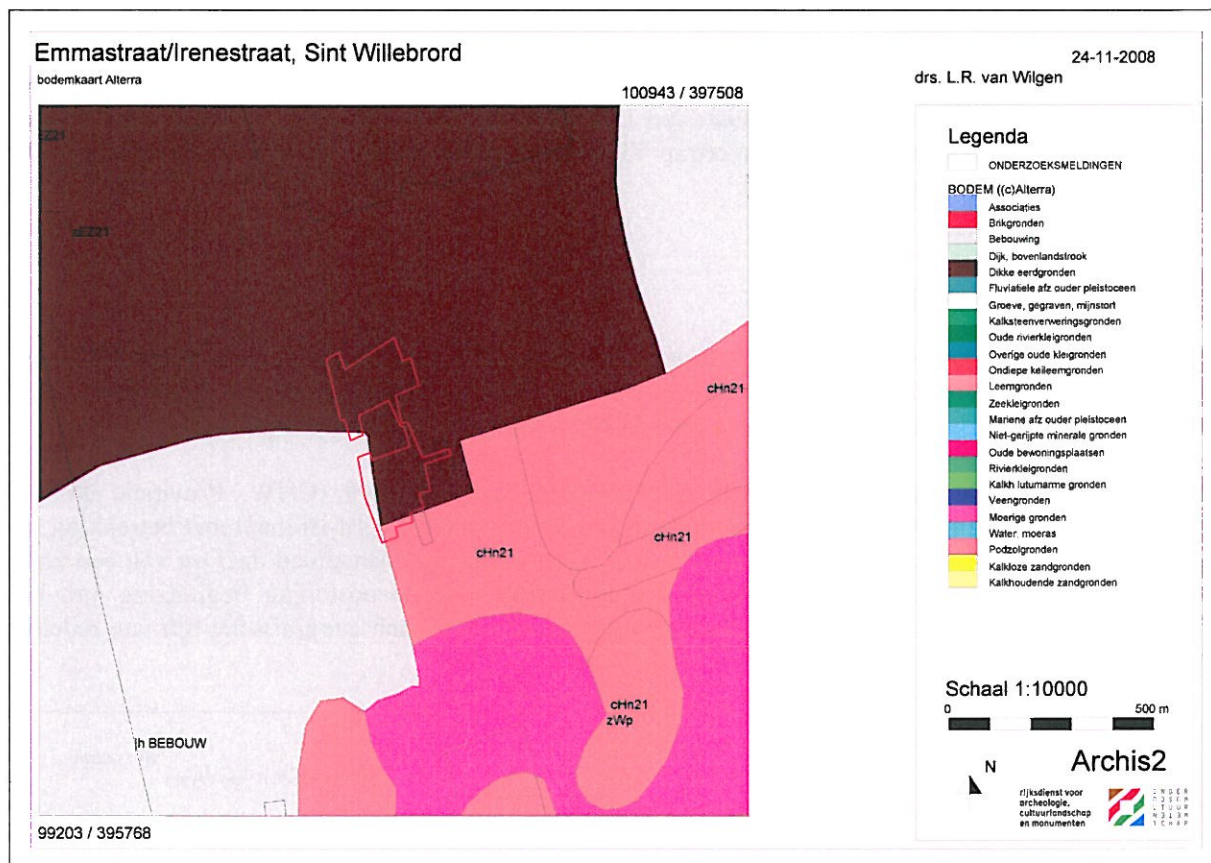 Emmastraat/Irenestraat, Sint Willebrord
24-11-2008
bodemkaart Alterra
drs. L.R. van Wilgen
100943 / 397508
EZ21
zEZ21
cHn21
cHn21
cHn21
cHn21
zWp
jh BEBOUW
99203 / 395768
Legenda
ONDERZOEKSMELDINGEN
BODEM ((c)Alterra)
Associaties
Brikgronden
Bebouwing
Dijk, bovenlandstrook
Dikke eerdgronden
Fluviatiele afz ouder pleistoceen
Groeve, gegraven, mijnstort
Kalksteenverweringsgronden
Oude rivierkleigronden
Overige oude kleigronden
Ondiepe keileemgronden
Leemgronden
Zeekleigronden
Mariene afz ouder pleistoceen
Niet-gerijpte minerale gronden
Oude bewoningsplaatsen
Rivierkleigronden
Kalkh lutumarme gronden
Veengronden
Moerige gronden
Water, moeras
Podzolgronden
Kalkloze zandgronden
Kalkhoudende zandgronden
Schaal 1:10000
0 500 m
N
Archis2
rijksdienst voor
archeologie,
cultuurlandschap
en monumenten